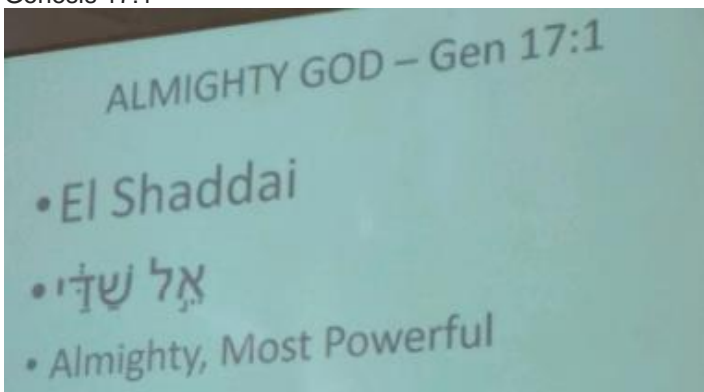 ALMIGHTY GOD – Gen 17:1
• El Shaddai
• אֵל שַׁדַּי
• Almighty, Most Powerful